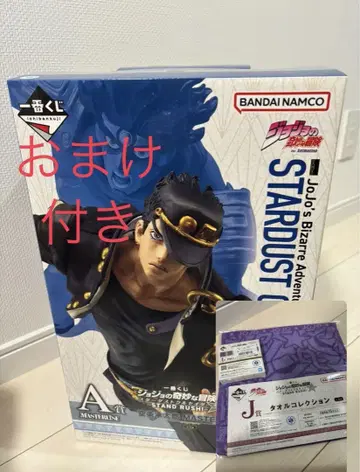 一番くじ
ichibankuji
BANDAI NAMCO
ジョジョの
奇妙な冒険
おまけ
付き
JoJo's Bizarre Adventu
STARDUST C
A賞
MASTERLISE
一番くじ
ジョジョの奇妙な冒険
STAND RUSH
J賞
タオルコレクション